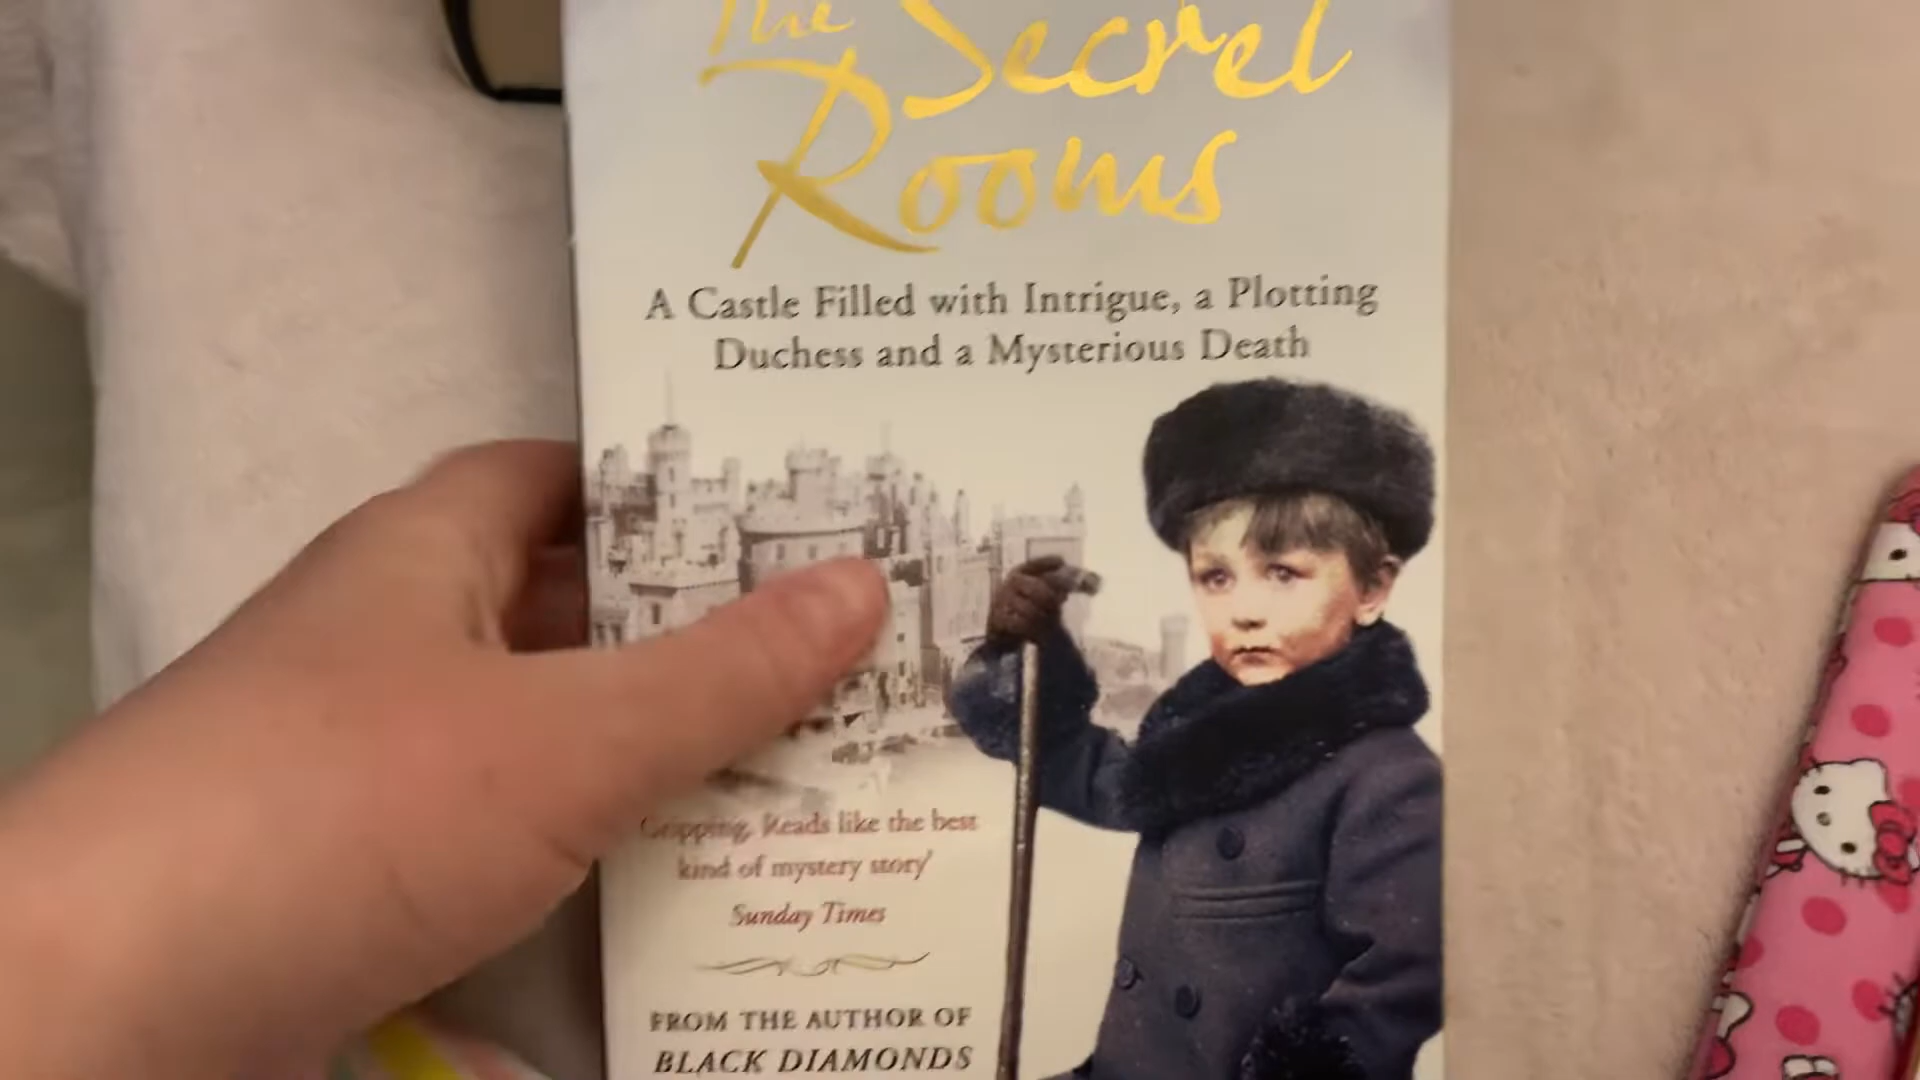 The Secret
Rooms
A Castle Filled with Intrigue, a Plotting
Duchess and a Mysterious Death
Gripping, Reads like the best
kind of mystery story'
Sunday Times
FROM THE AUTHOR OF
BLACK DIAMONDS